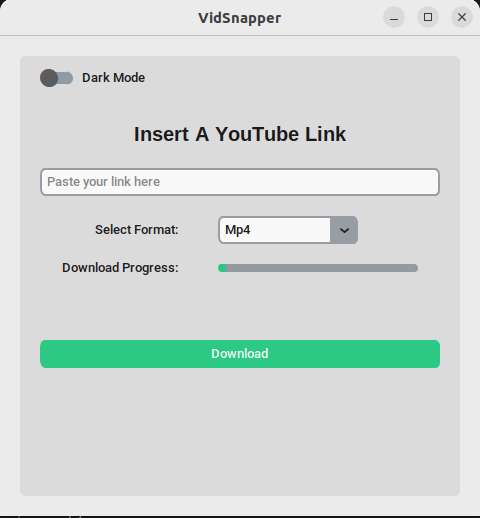 VidSnapper
Dark Mode
Insert A YouTube Link
Paste your link here
Select Format:
Mp4
Download Progress:
Download